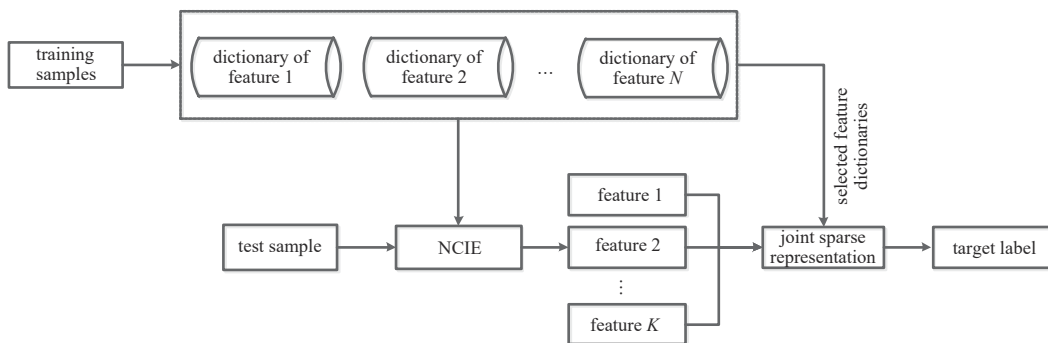 training
samples
dictionary of
feature 1
dictionary of
feature 2
...
dictionary of
feature N
selected feature
dictionaries
feature 1
test sample
NCIE
feature 2
joint sparse
representation
target label
⋮
feature K